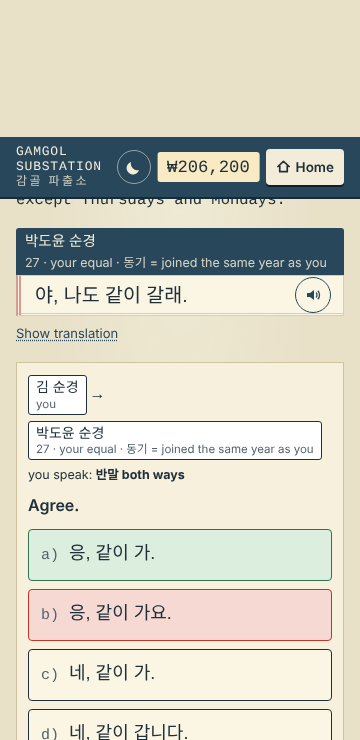 GAMGOL
SUBSTATION
감골 파출소
₩206,200
Home
except Thursdays and Mondays.
박도윤 순경
27 · your equal · 동기 = joined the same year as you
야, 나도 같이 갈래.
Show translation
김 순경
you
→
박도윤 순경
27 · your equal · 동기 = joined the same year as you
you speak: 반말 both ways
Agree.
a) 응, 같이 가.
b) 응, 같이 가요.
c) 네, 같이 가.
d) 네, 같이 갑니다.